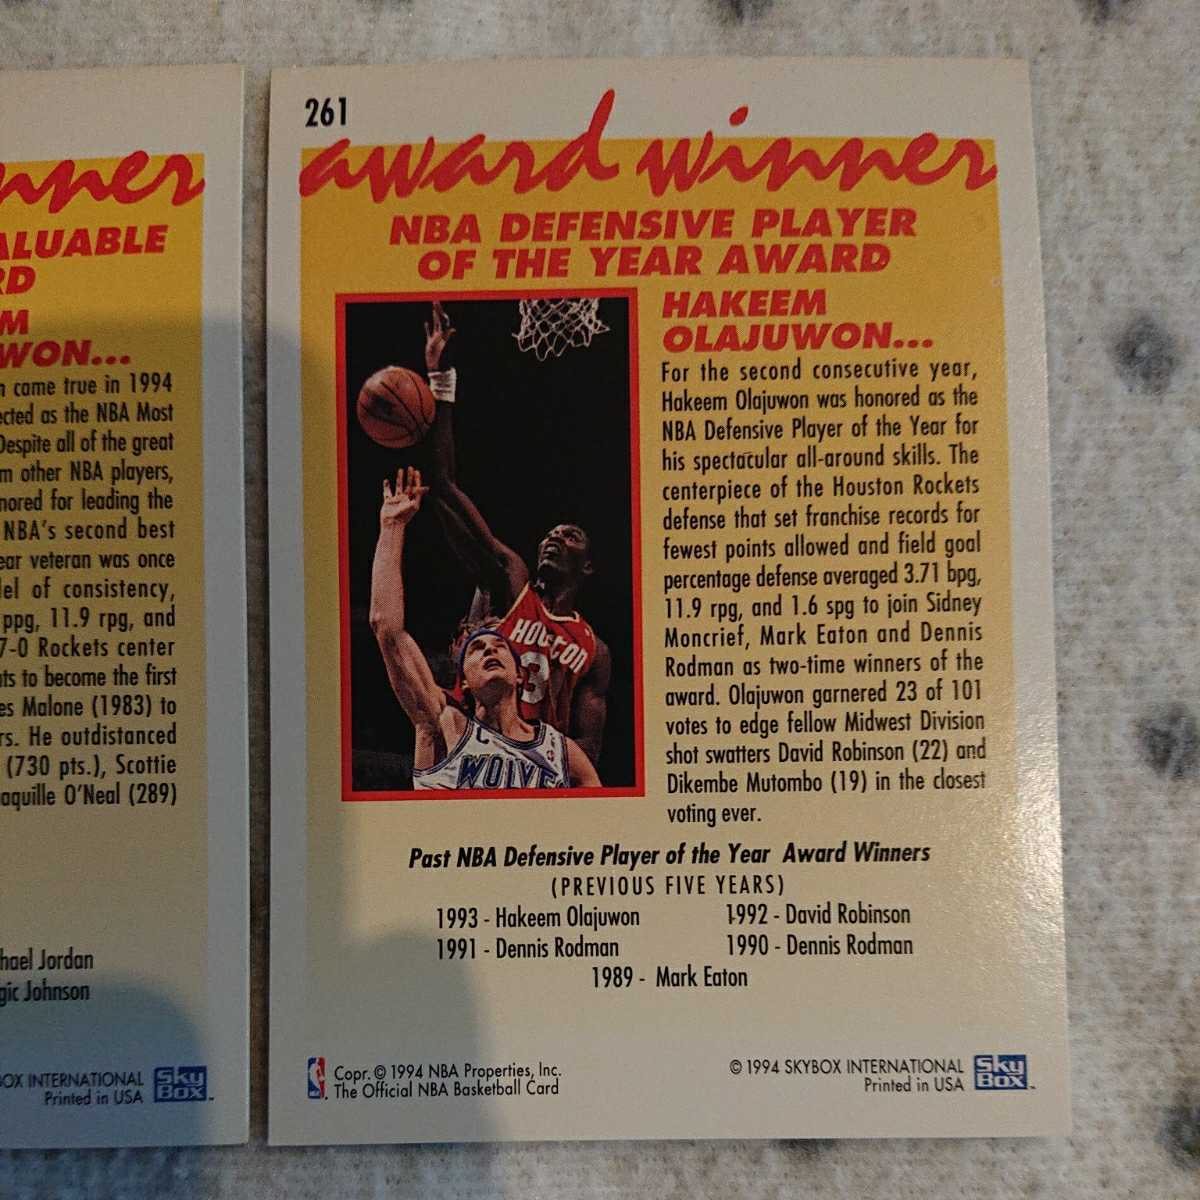 nner
ALUABLE
RD
M
WON...
n came true in 1994
ected as the NBA Most
Despite all of the great
m other NBA players,
nored for leading the
NBA's second best
ear veteran was once
del of consistency,
ppg, 11.9 rpg, and
7-0 Rockets center
nts to become the first
es Malone (1983) to
rs. He outdistanced
(730 pts.), Scottie
aquille O'Neal (289)
hael Jordan
gic Johnson
OX INTERNATIONAL
Printed in USA
Sky
Box
261
award winner
NBA DEFENSIVE PLAYER
OF THE YEAR AWARD
HAKEEM
OLAJUWON...
For the second consecutive year,
Hakeem Olajuwon was honored as the
NBA Defensive Player of the Year for
his spectacular all-around skills. The
centerpiece of the Houston Rockets
defense that set franchise records for
fewest points allowed and field goal
percentage defense averaged 3.71 bpg,
11.9 rpg, and 1.6 spg to join Sidney
Moncrief, Mark Eaton and Dennis
Rodman as two-time winners of the
award. Olajuwon garnered 23 of 101
votes to edge fellow Midwest Division
shot swatters David Robinson (22) and
Dikembe Mutombo (19) in the closest
voting ever.
HOUSTON
3
WOLVE
Past NBA Defensive Player of the Year Award Winners
(PREVIOUS FIVE YEARS)
1993 - Hakeem Olajuwon 1992 - David Robinson
1991 - Dennis Rodman 1990 - Dennis Rodman
1989 - Mark Eaton
Copr. © 1994 NBA Properties, Inc.
The Official NBA Basketball Card
© 1994 SKYBOX INTERNATIONAL
Printed in USA
Sky
Box